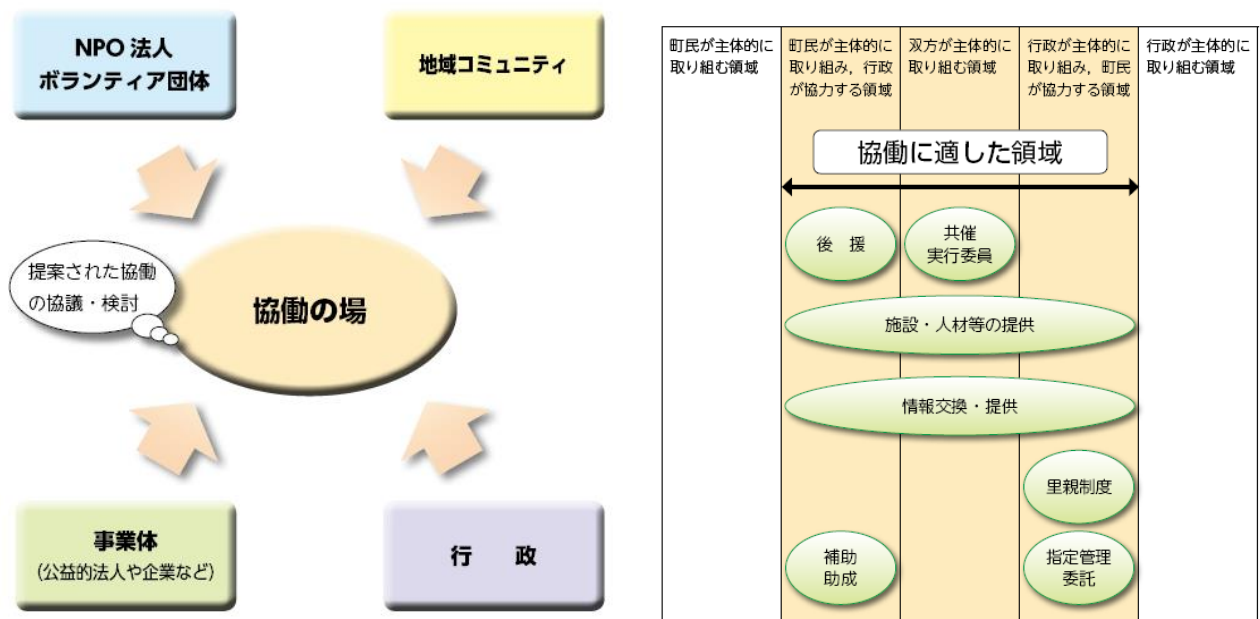 NPO 法人
ボランティア団体
地域コミュニティ
提案された協働
の協議・検討
協働の場
事業体
(公益的法人や企業など)
行　政
町民が主体的に
取り組む領域
町民が主体的に
取り組み，行政
が協力する領域
双方が主体的に
取り組む領域
行政が主体的に
取り組み，町民
が協力する領域
行政が主体的に
取り組む領域
協働に適した領域
後　援
共催
実行委員
施設・人材等の提供
情報交換・提供
里親制度
補助
助成
指定管理
委託